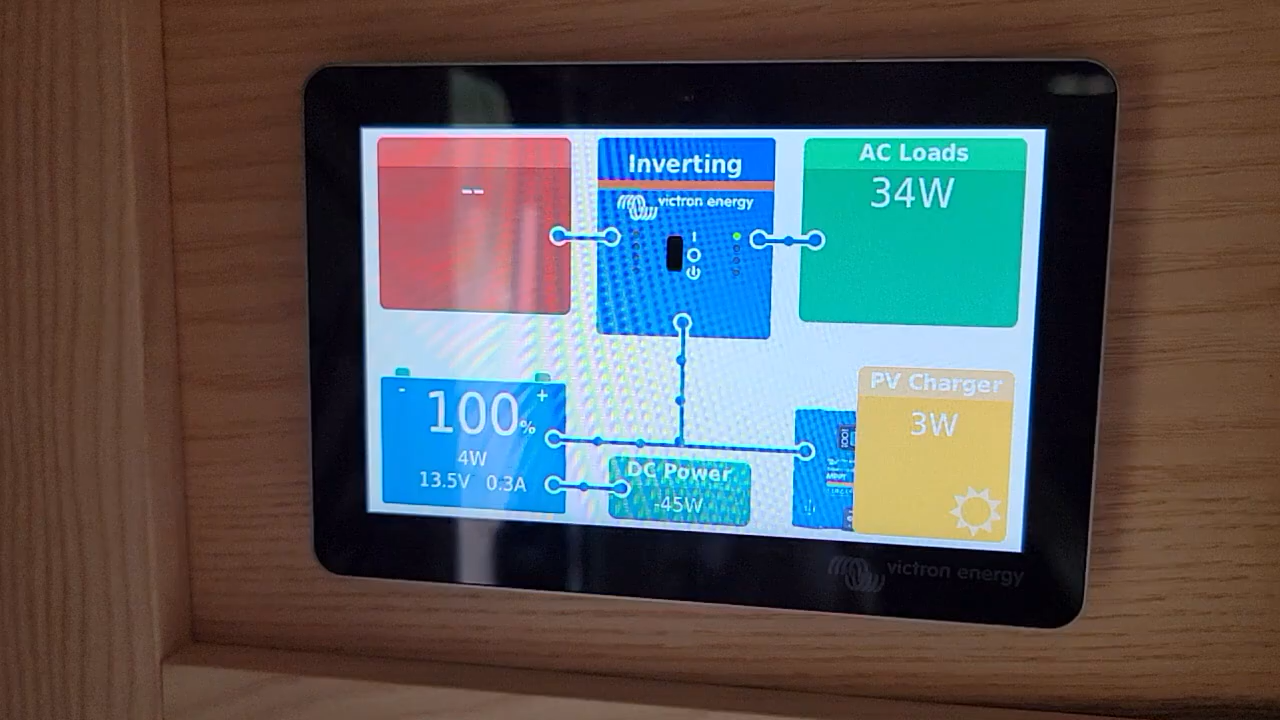 --
Inverting
victron energy
I
AC Loads
34W
- +
100%
4W
13.5V 0.3A
DC Power
-45W
PV Charger
3W
victron energy